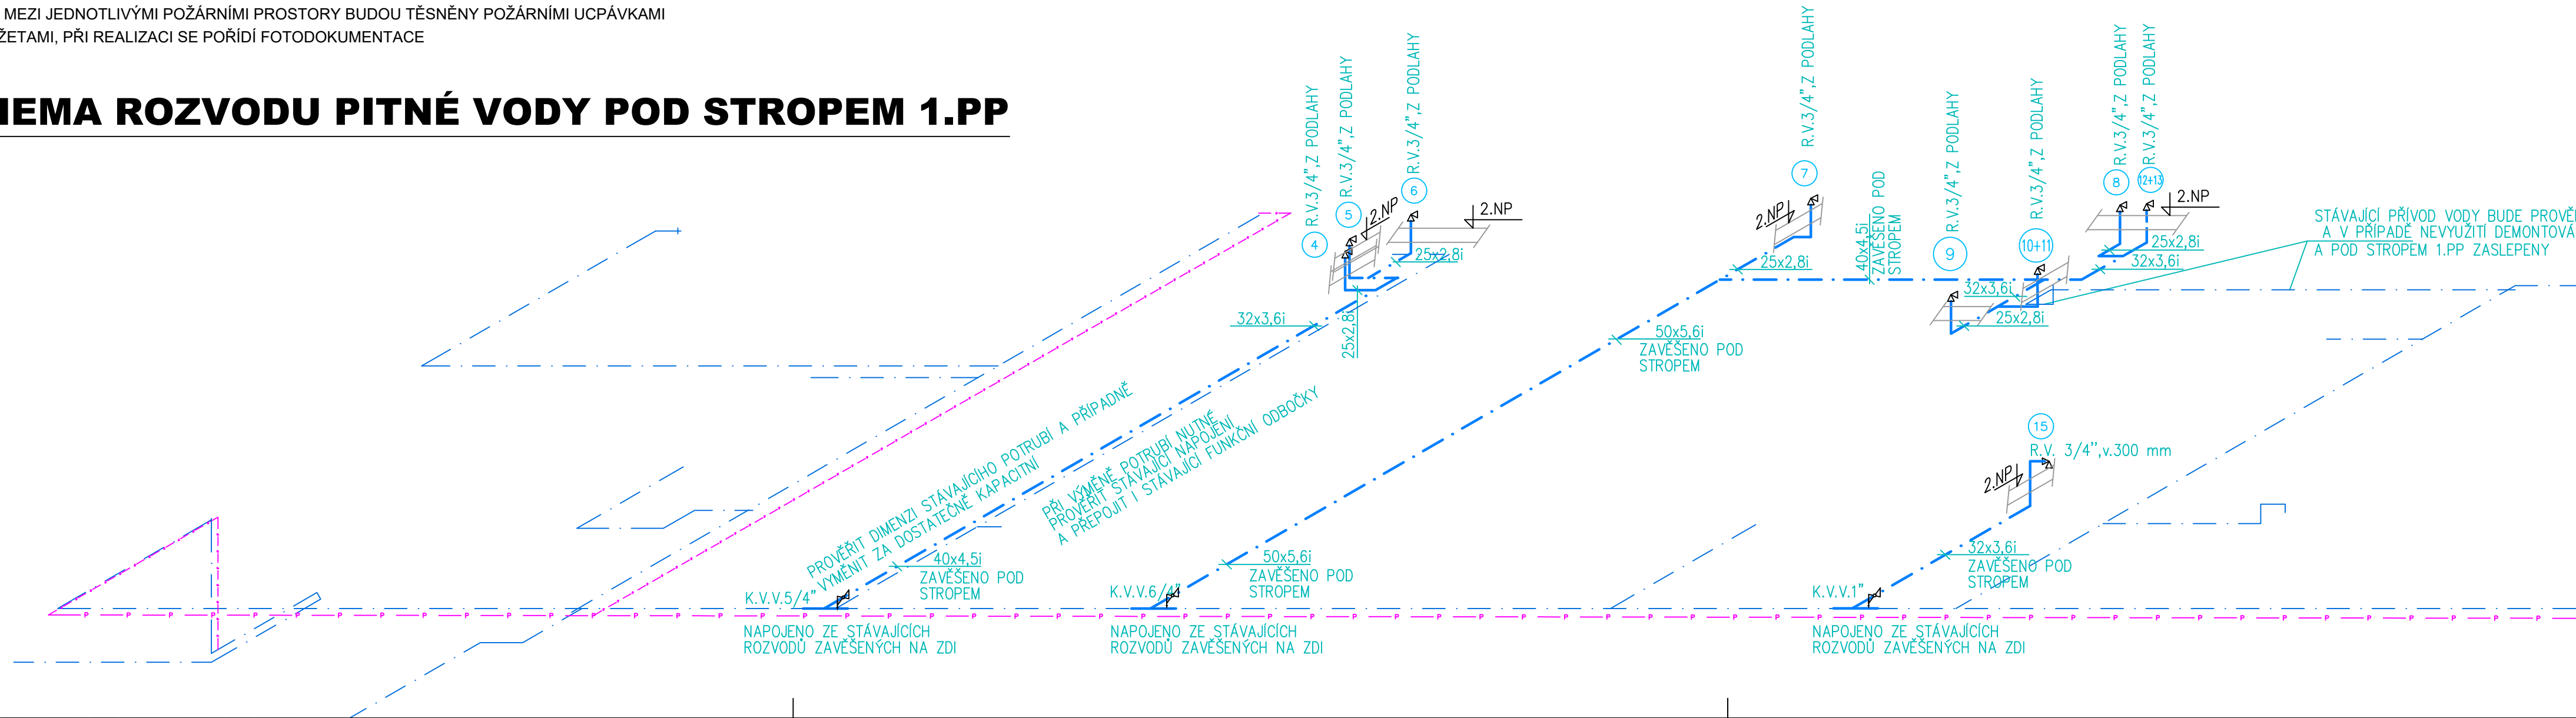 MEZI JEDNOTLIVÝMI POŽÁRNÍMI PROSTORY BUDOU TĚSNĚNY POŽÁRNÍMI UCPÁVKAMI
ŽETAMI, PŘI REALIZACI SE POŘÍDÍ FOTODOKUMENTACE
HEMA ROZVODU PITNÉ VODY POD STROPEM 1.PP
R.V.3/4",Z PODLAHY
4
R.V.3/4",Z PODLAHY
5
R.V.3/4",Z PODLAHY
6
2.NP
2.NP
25x2,8i
32x3,6i
25x2,8i
R.V.3/4",Z PODLAHY
7
2.NP
25x2,8i
40x4,5i
ZAVĚŠENO POD
STROPEM
R.V.3/4",Z PODLAHY
9
R.V.3/4",Z PODLAHY
10+11
R.V.3/4",Z PODLAHY
8
R.V.3/4",Z PODLAHY
12+13
2.NP
25x2,8i
32x3,6i
32x3,6i
25x2,8i
STÁVAJÍCÍ PŘÍVOD VODY BUDE PROVĚ
A V PŘÍPADĚ NEVYUŽITÍ DEMONTOVÁ
A POD STROPEM 1.PP ZASLEPENY
50x5,6i
ZAVĚŠENO POD
STROPEM
PROVĚŘIT DIMENZI STÁVAJÍCÍHO POTRUBÍ A PŘÍPADNĚ
VYMĚNIT ZA DOSTATEČNĚ KAPACITNÍ
PŘI VÝMĚNĚ POTRUBÍ NUTNÉ
PROVĚŘIT STÁVAJÍCÍ NAPOJENÍ
A PŘEPOJIT I STÁVAJÍCÍ FUNKČNÍ ODBOČKY
15
R.V. 3/4",v.300 mm
2.NP
40x4,5i
ZAVĚŠENO POD
STROPEM
50x5,6i
ZAVĚŠENO POD
STROPEM
32x3,6i
ZAVĚŠENO POD
STROPEM
K.V.V.5/4"
K.V.V.6/4"
K.V.V.1"
P P P P P P P P P P P P P P P P P P P P P P P P P P P P P P P P P P P P P P P P P P P P P P P P P P P P P P P P P P P
NAPOJENO ZE STÁVAJÍCÍCH
ROZVODŮ ZAVĚŠENÝCH NA ZDI
NAPOJENO ZE STÁVAJÍCÍCH
ROZVODŮ ZAVĚŠENÝCH NA ZDI
NAPOJENO ZE STÁVAJÍCÍCH
ROZVODŮ ZAVĚŠENÝCH NA ZDI